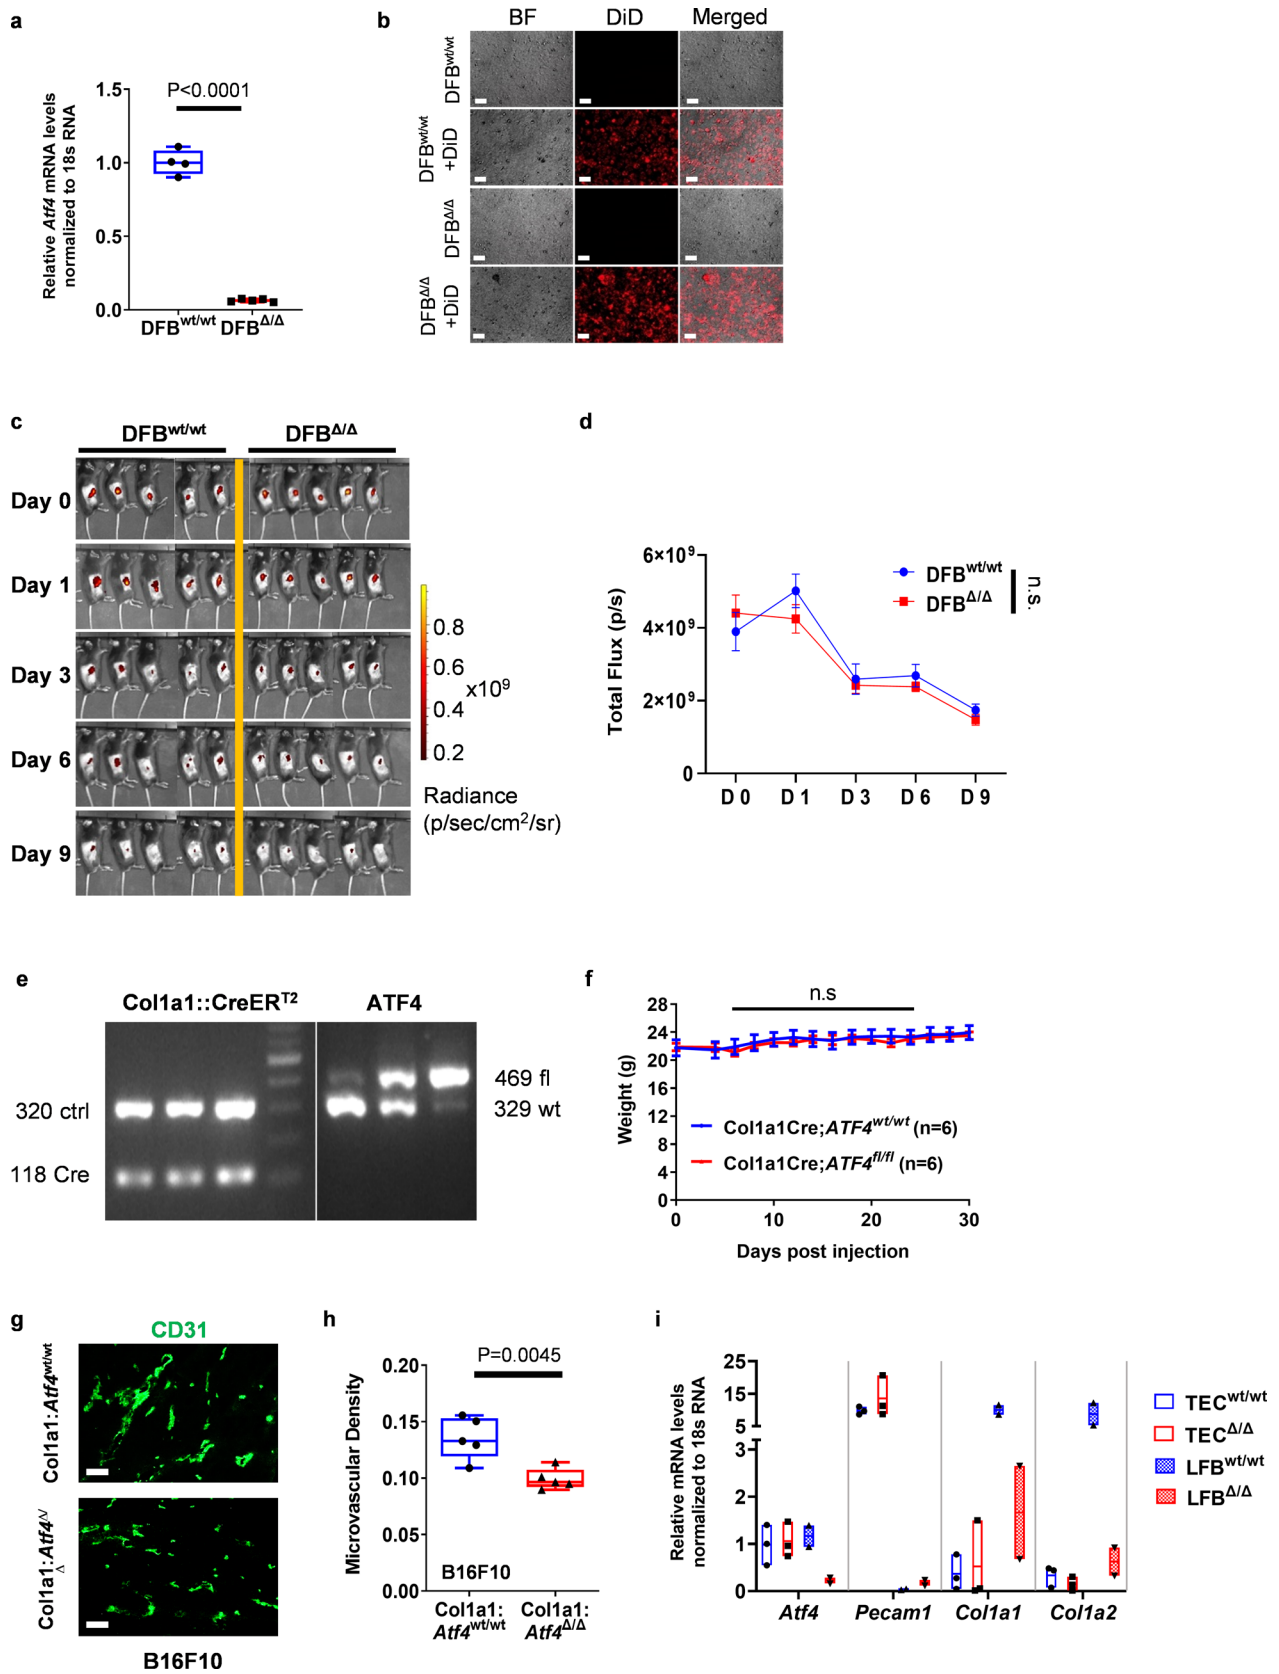 a
P<0.0001
Relative Atf4 mRNA levels
normalized to 18s RNA
1.5
1.0
0.5
0.0
DFBwt/wt DFBΔ/Δ
b
BF DiD Merged
DFBwt/wt
DFBwt/wt
+DiD
DFBΔ/Δ
DFBΔ/Δ
+DiD
c
DFBwt/wt DFBΔ/Δ
Day 0
Day 1
Day 3
Day 6
Day 9
0.8
0.6
0.4
0.2
x10⁹
Radiance
(p/sec/cm²/sr)
d
Total Flux (p/s)
6×10⁹
4×10⁹
2×10⁹
0
D 0 D 1 D 3 D 6 D 9
DFBwt/wt
DFBΔ/Δ
n.s.
e
Col1a1::CreERT2 ATF4
320 ctrl
118 Cre
469 fl
329 wt
f
n.s
Weight (g)
28
24
20
16
12
8
4
0
Col1a1Cre;ATF4wt/wt (n=6)
Col1a1Cre;ATF4fl/fl (n=6)
0 10 20 30
Days post injection
g
CD31
Col1a1:Atf4wt/wt
Col1a1:Atf4Δ/
Δ
B16F10
h
P=0.0045
Microvascular Density
0.20
0.15
0.10
0.05
0.00
B16F10
Col1a1: Col1a1:
Atf4wt/wt Atf4Δ/Δ
i
Relative mRNA levels
normalized to 18s RNA
25
15
5
3
2
1
0
Atf4 Pecam1 Col1a1 Col1a2
TECwt/wt
TECΔ/Δ
LFBwt/wt
LFBΔ/Δ